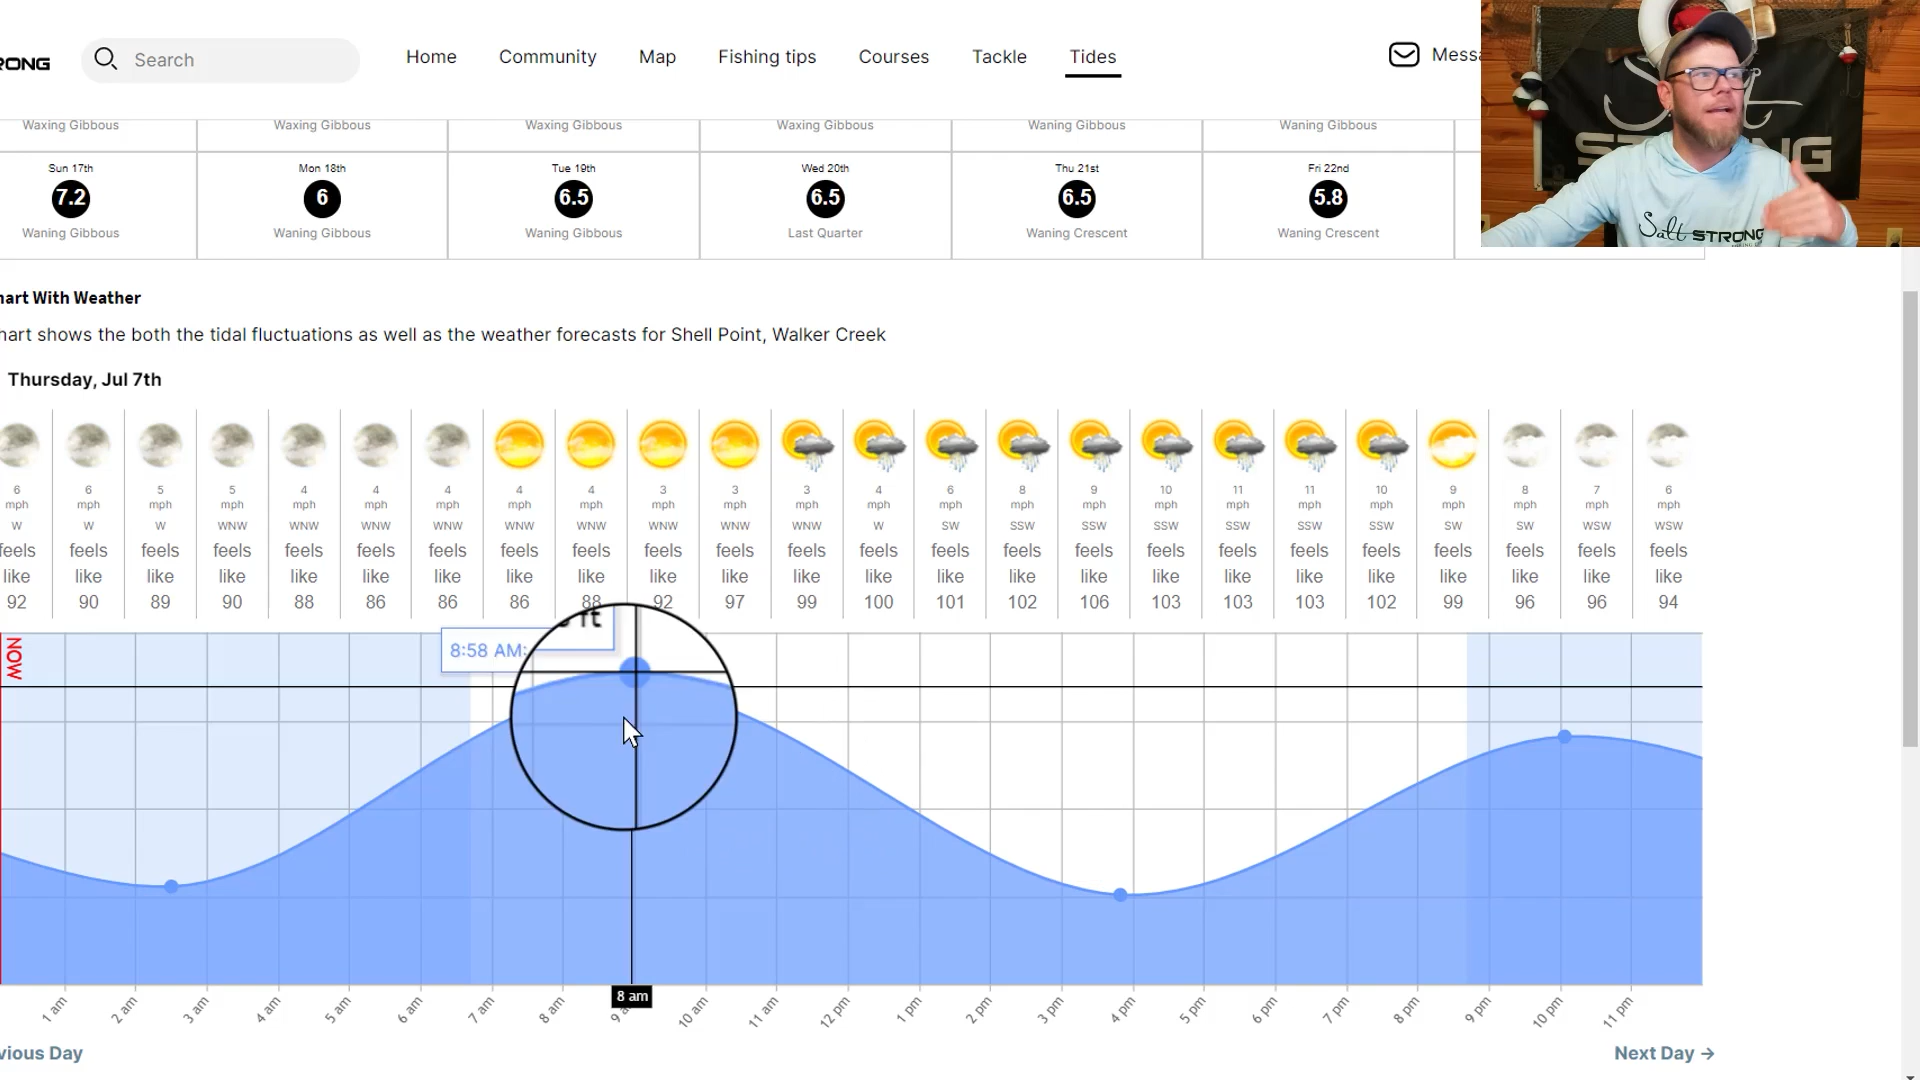 RONG Search Home Community Map Fishing tips Courses Tackle Tides Messa
Waxing Gibbous Waxing Gibbous Waxing Gibbous Waxing Gibbous Waning Gibbous Waning Gibbous
Sun 17th Mon 18th Tue 19th Wed 20th Thu 21st Fri 22nd
7.2 6 6.5 6.5 6.5 5.8
Waning Gibbous Waning Gibbous Waning Gibbous Last Quarter Waning Crescent Waning Crescent
Salt STRONG
hart With Weather
hart shows the both the tidal fluctuations as well as the weather forecasts for Shell Point, Walker Creek
Thursday, Jul 7th
6 6 5 5 4 4 4 4 4 3 3 3 4 6 8 9 10 11 11 10 9 8 7 6
mph mph mph mph mph mph mph mph mph mph mph mph mph mph mph mph mph mph mph mph mph mph mph mph
W W W WNW WNW WNW WNW WNW WNW WNW WNW WNW W SW SSW SSW SSW SSW SSW SSW SW SW WSW WSW
feels feels feels feels feels feels feels feels feels feels feels feels feels feels feels feels feels feels feels feels feels feels feels feels
like like like like like like like like like like like like like like like like like like like like like like like like
92 90 89 90 88 86 86 86 88 92 97 99 100 101 102 106 103 103 103 102 99 96 96 94
NOW
8:58 AM: ft
8 am
1 am 2 am 3 am 4 am 5 am 6 am 7 am 8 am 9 10 am 11 am 12 pm 1 pm 2 pm 3 pm 4 pm 5 pm 6 pm 7 pm 8 pm 9 pm 10 pm 11 pm
vious Day Next Day →